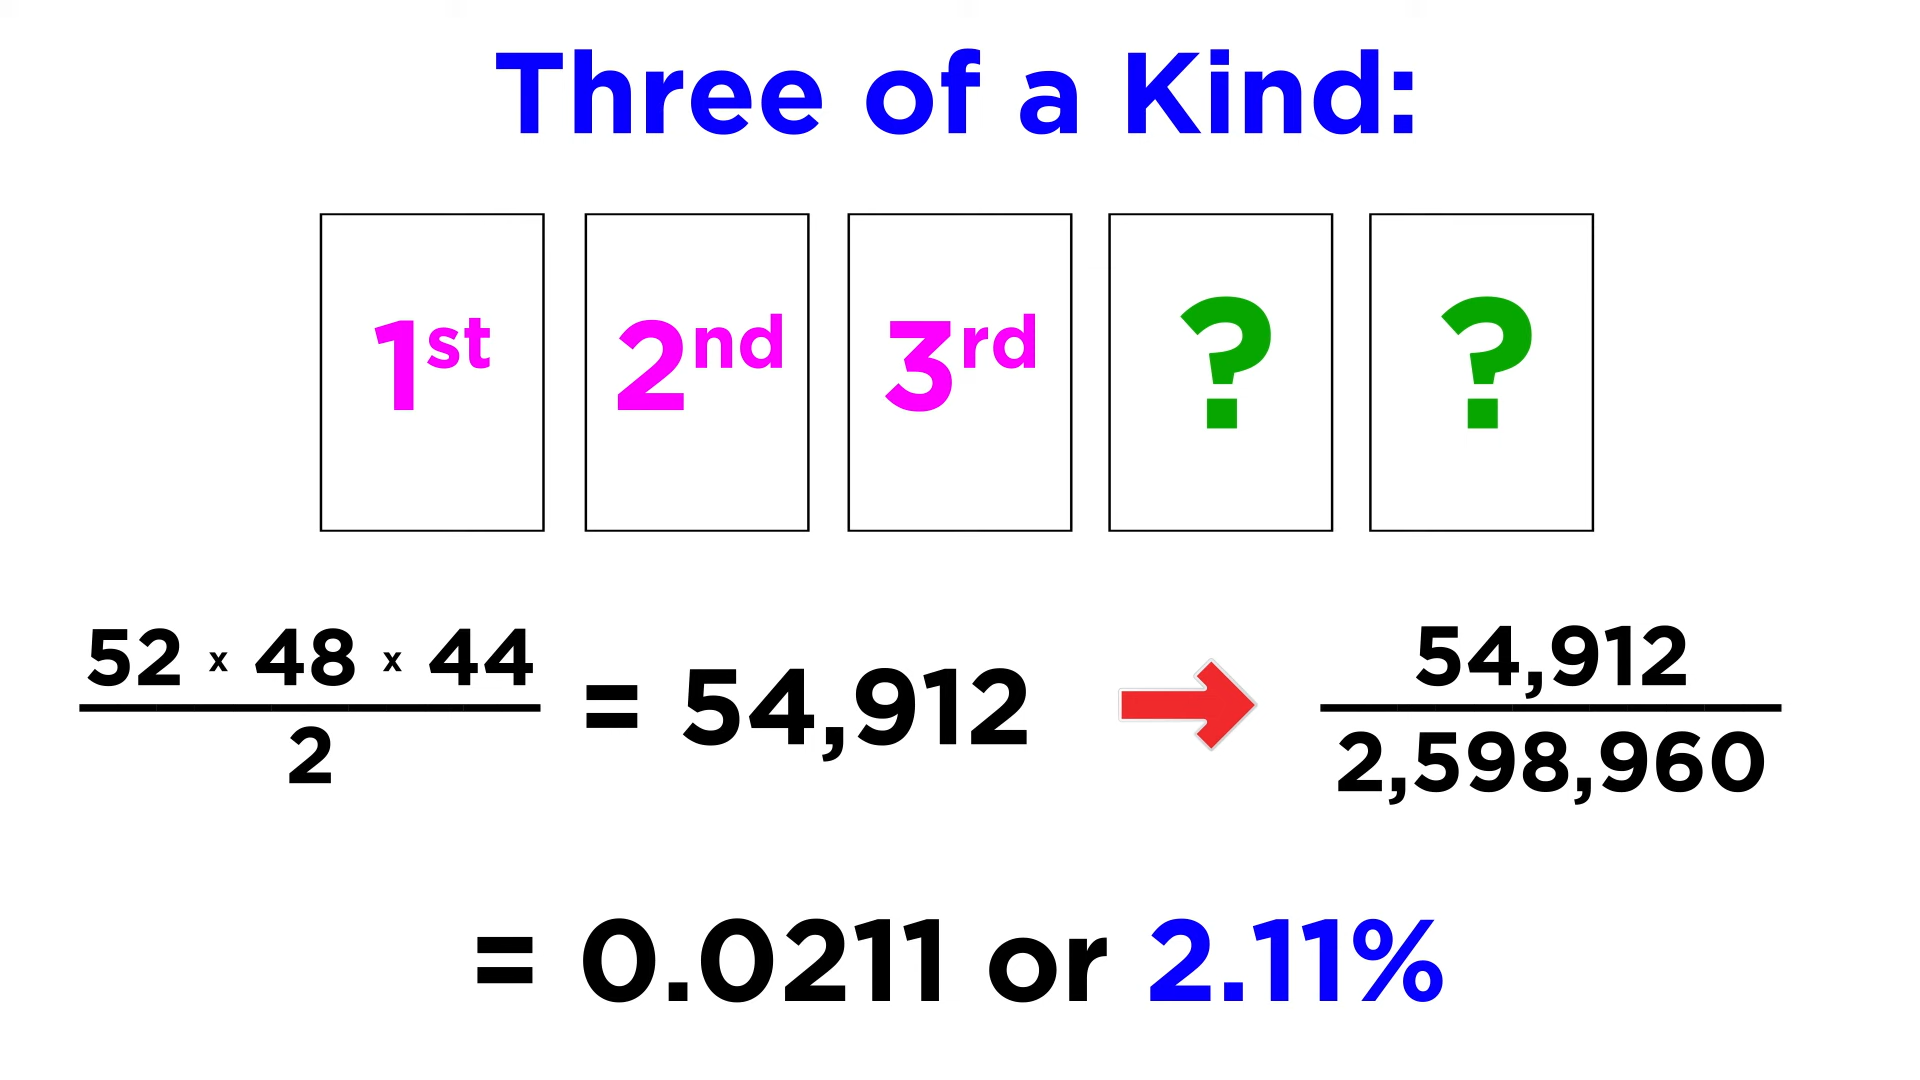 Three of a Kind:
1st 2nd 3rd ? ?
52 x 48 x 44
2
= 54,912
54,912
2,598,960
= 0.0211 or 2.11%